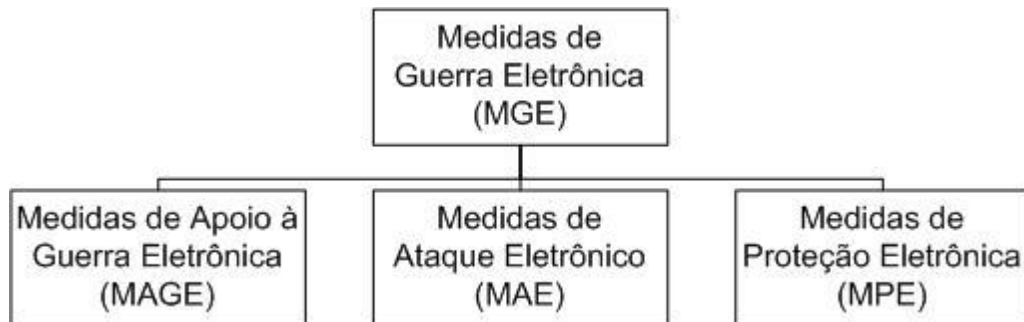 Medidas de
Guerra Eletrônica
(MGE)
Medidas de Apoio à
Guerra Eletrônica
(MAGE)
Medidas de
Ataque Eletrônico
(MAE)
Medidas de
Proteção Eletrônica
(MPE)